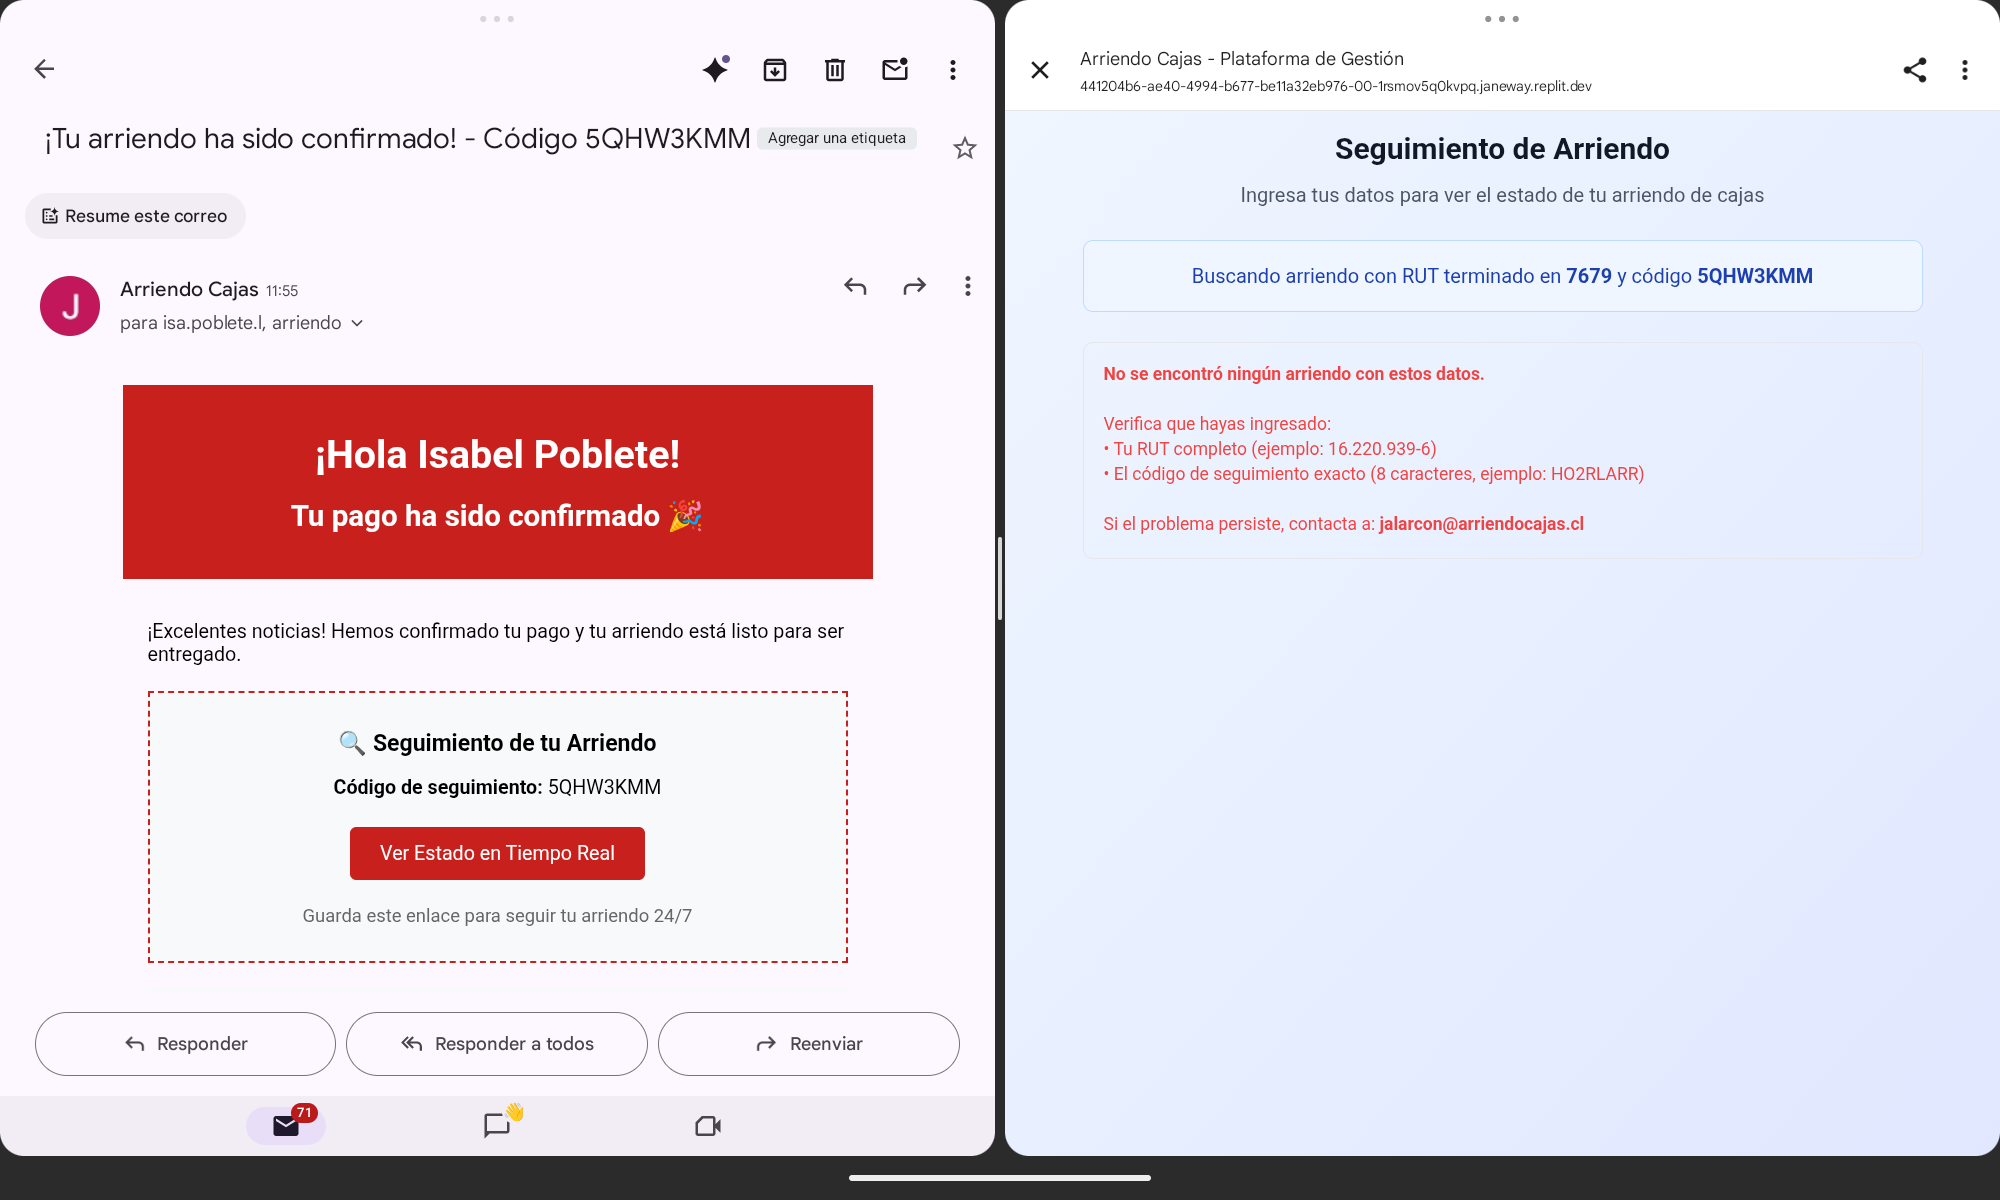 ¡Tu arriendo ha sido confirmado! - Código 5QHW3KMM Agregar una etiqueta
Resume este correo
J
Arriendo Cajas 11:55
para isa.poblete.l, arriendo
¡Hola Isabel Poblete!
Tu pago ha sido confirmado 🎉
¡Excelentes noticias! Hemos confirmado tu pago y tu arriendo está listo para ser
entregado.
🔍 Seguimiento de tu Arriendo
Código de seguimiento: 5QHW3KMM
Ver Estado en Tiempo Real
Guarda este enlace para seguir tu arriendo 24/7
Responder
Responder a todos
Reenviar
71
Arriendo Cajas - Plataforma de Gestión
441204b6-ae40-4994-b677-be11a32eb976-00-1rsmov5q0kvpq.janeway.replit.dev
Seguimiento de Arriendo
Ingresa tus datos para ver el estado de tu arriendo de cajas
Buscando arriendo con RUT terminado en 7679 y código 5QHW3KMM
No se encontró ningún arriendo con estos datos.
Verifica que hayas ingresado:
• Tu RUT completo (ejemplo: 16.220.939-6)
• El código de seguimiento exacto (8 caracteres, ejemplo: HO2RLARR)
Si el problema persiste, contacta a: jalarcon@arriendocajas.cl